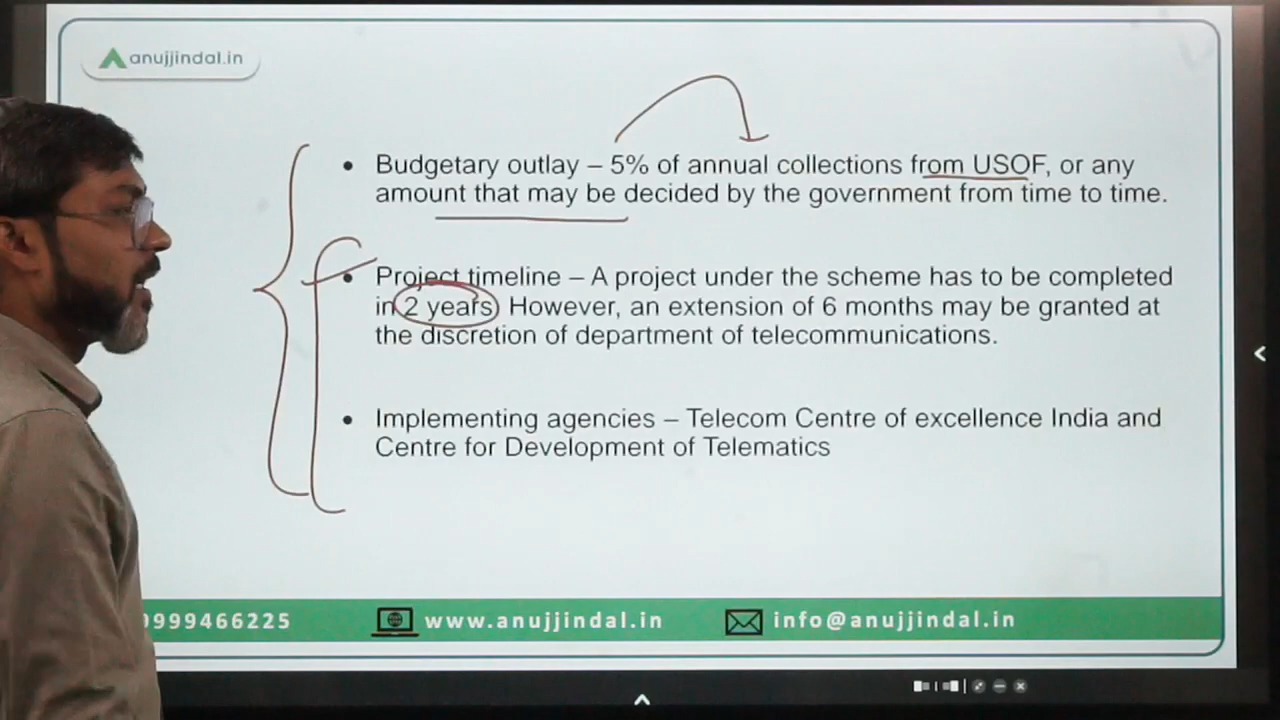 anujjindal.in
• Budgetary outlay – 5% of annual collections from USOF, or any
amount that may be decided by the government from time to time.
• Project timeline – A project under the scheme has to be completed
in 2 years. However, an extension of 6 months may be granted at
the discretion of department of telecommunications.
• Implementing agencies – Telecom Centre of excellence India and
Centre for Development of Telematics
9999466225 www.anujjindal.in info@anujjindal.in